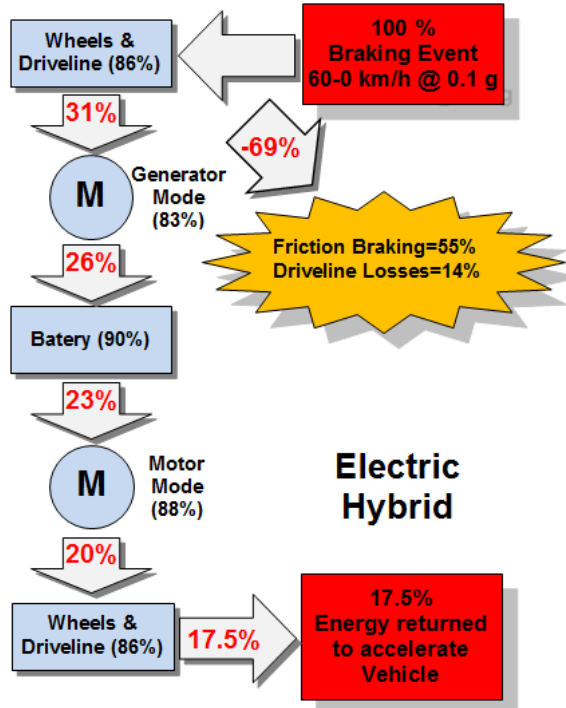 Wheels &
Driveline (86%)
100 %
Braking Event
60-0 km/h @ 0.1 g
31%
-69%
M
Generator
Mode
(83%)
Friction Braking=55%
Driveline Losses=14%
26%
Batery (90%)
23%
M
Motor
Mode
(88%)
Electric
Hybrid
20%
Wheels &
Driveline (86%)
17.5%
17.5%
Energy returned
to accelerate
Vehicle